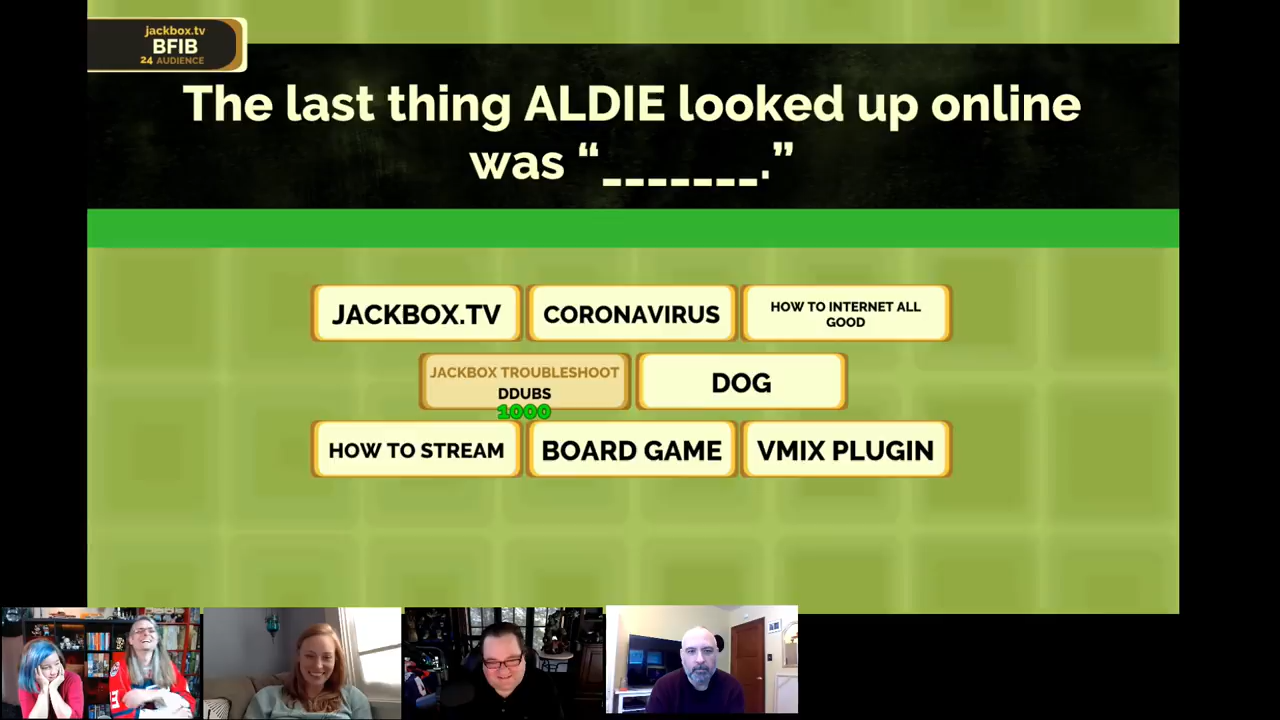 jackbox.tv
BFIB
24 AUDIENCE
The last thing ALDIE looked up online
was “_______.”
JACKBOX.TV
CORONAVIRUS
HOW TO INTERNET ALL
GOOD
JACKBOX TROUBLESHOOT
DDUBS
1000
DOG
HOW TO STREAM
BOARD GAME
VMIX PLUGIN